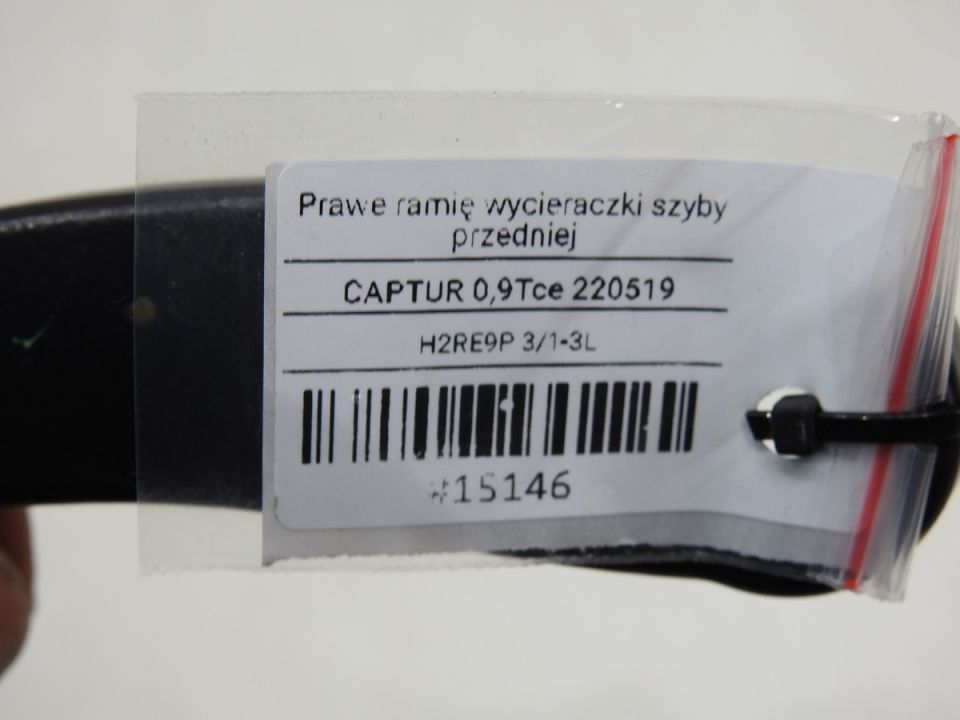 Prawe ramię wycieraczki szyby
przedniej
CAPTUR 0,9Tce 220519
H2RE9P 3/1-3L
#15146